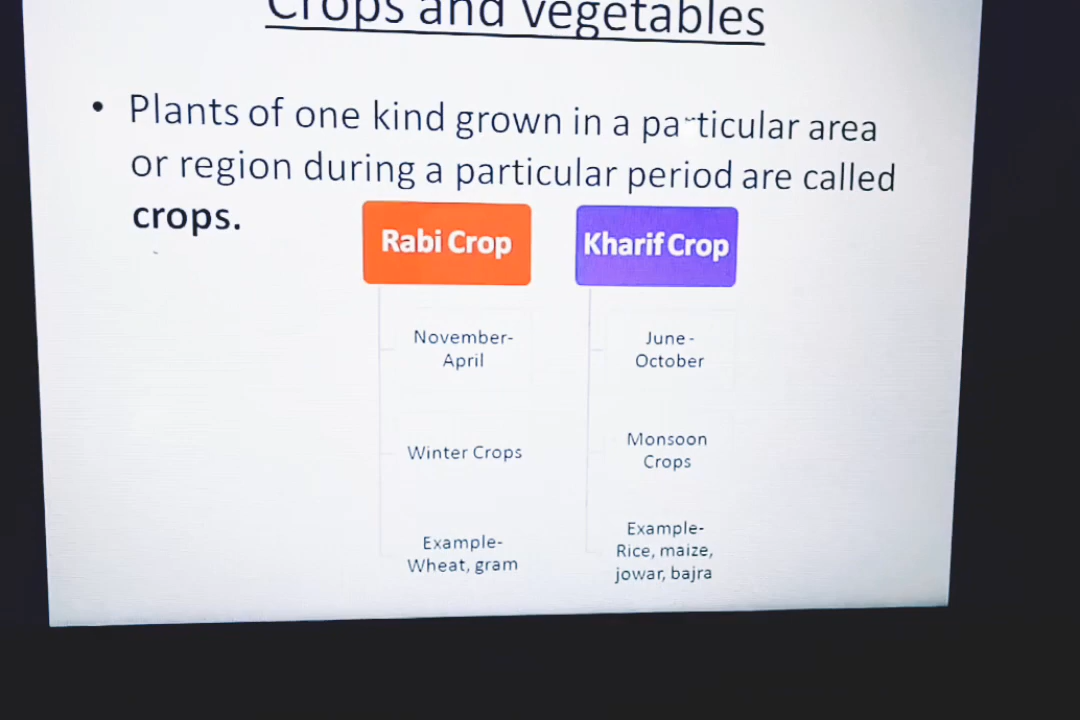 Crops and Vegetables
• Plants of one kind grown in a particular area
or region during a particular period are called
crops.
Rabi Crop
Kharif Crop
November-
April
June-
October
Winter Crops
Monsoon
Crops
Example-
Wheat, gram
Example-
Rice, maize,
jowar, bajra